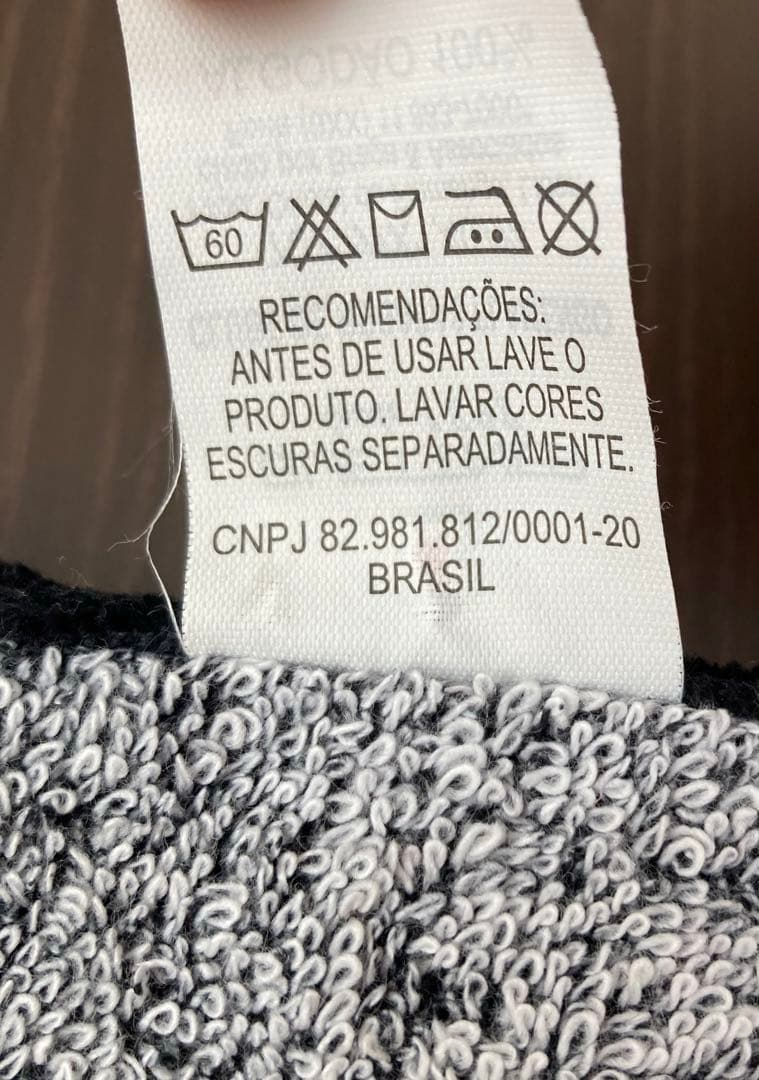 60
RECOMENDAÇÕES:
ANTES DE USAR LAVE O
PRODUTO. LAVAR CORES
ESCURAS SEPARADAMENTE.
CNPJ 82.981.812/0001-20
BRASIL